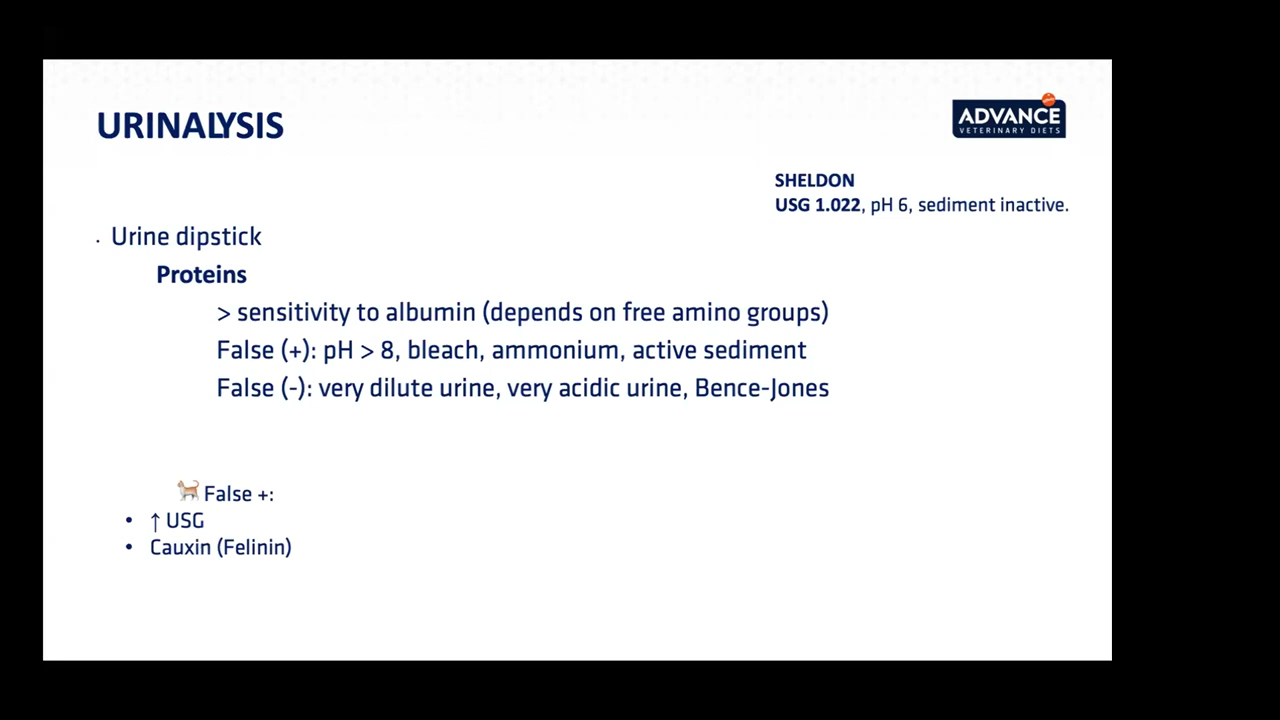 URINALYSIS
ADVANCE
VETERINARY DIETS
SHELDON
USG 1.022, pH 6, sediment inactive.
. Urine dipstick
Proteins
> sensitivity to albumin (depends on free amino groups)
False (+): pH > 8, bleach, ammonium, active sediment
False (-): very dilute urine, very acidic urine, Bence-Jones
False +:
• ↑ USG
• Cauxin (Felinin)